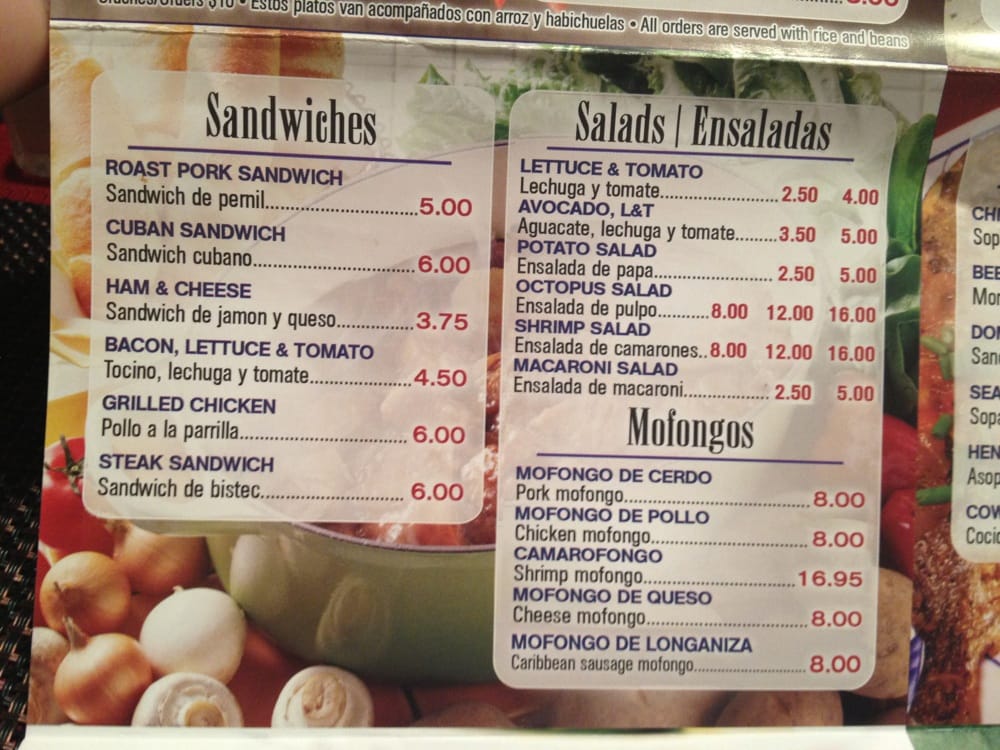 $10 • Estos platos van acompañados con arroz y habichuelas • All orders are served with rice and beans
Sandwiches
ROAST PORK SANDWICH
Sandwich de pernil..................................5.00
CUBAN SANDWICH
Sandwich cubano....................................6.00
HAM & CHEESE
Sandwich de jamon y queso.................3.75
BACON, LETTUCE & TOMATO
Tocino, lechuga y tomate.......................4.50
GRILLED CHICKEN
Pollo a la parrilla..................................... 6.00
STEAK SANDWICH
Sandwich de bistec................................ 6.00
Salads | Ensaladas
LETTUCE & TOMATO
Lechuga y tomate.......................... 2.50 4.00
AVOCADO, L&T
Aguacate, lechuga y tomate.........3.50 5.00
POTATO SALAD
Ensalada de papa.......................... 2.50 5.00
OCTOPUS SALAD
Ensalada de pulpo...........8.00 12.00 16.00
SHRIMP SALAD
Ensalada de camarones..8.00 12.00 16.00
MACARONI SALAD
Ensalada de macaroni.................... 2.50 5.00
Mofongos
MOFONGO DE CERDO
Pork mofongo........................................ 8.00
MOFONGO DE POLLO
Chicken mofongo................................... 8.00
CAMAROFONGO
Shrimp mofongo..................................16.95
MOFONGO DE QUESO
Cheese mofongo.................................... 8.00
MOFONGO DE LONGANIZA
Caribbean sausage mofongo............................ 8.00